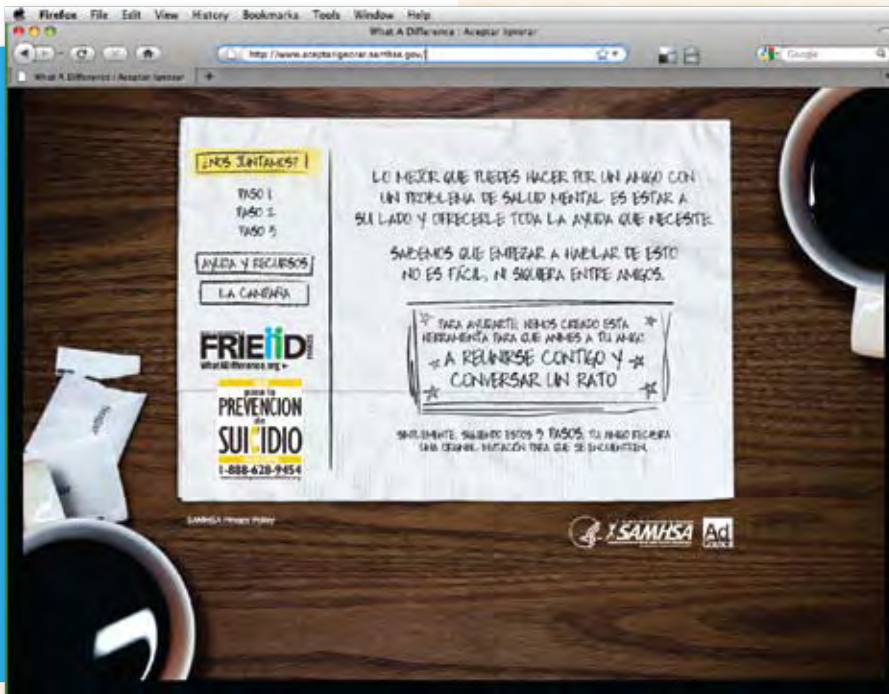 Firefox File Edit View History Bookmarks Tools Window Help
What A Difference : Aceptar Ignorar
http://www.aceptarignorar.samhsa.gov/
Google
What A Difference : Aceptar Ignorar
¿NOS JUNTAMOS?
PASO 1
PASO 2
PASO 3
AYUDA Y RECURSOS
LA CAMPAÑA
FRIEND
whatadifference.org
PREVENCION
de
SUICIDIO
1-888-628-9454
LO MEJOR QUE PUEDES HACER POR UN AMIGO CON
UN PROBLEMA DE SALUD MENTAL ES ESTAR A
SU LADO Y OFRECERLE TODA LA AYUDA QUE NECESITE.
SABEMOS QUE EMPEZAR A HABLAR DE ESTO
NO ES FÁCIL, NI SIQUIERA ENTRE AMIGOS.
PARA AYUDARTE, HEMOS CREADO ESTA
HERRAMIENTA PARA QUE ANIMES A TU AMIGO
A REUNIRSE CONTIGO Y
CONVERSAR UN RATO
SIMPLEMENTE, SIGUIENDO ESTOS 3 PASOS, TU AMIGO RECIBIRÁ
UNA ORIGINAL INVITACIÓN PARA QUE SE ENCUENTREN.
SAMHSA Privacy Policy
SAMHSA
Ad